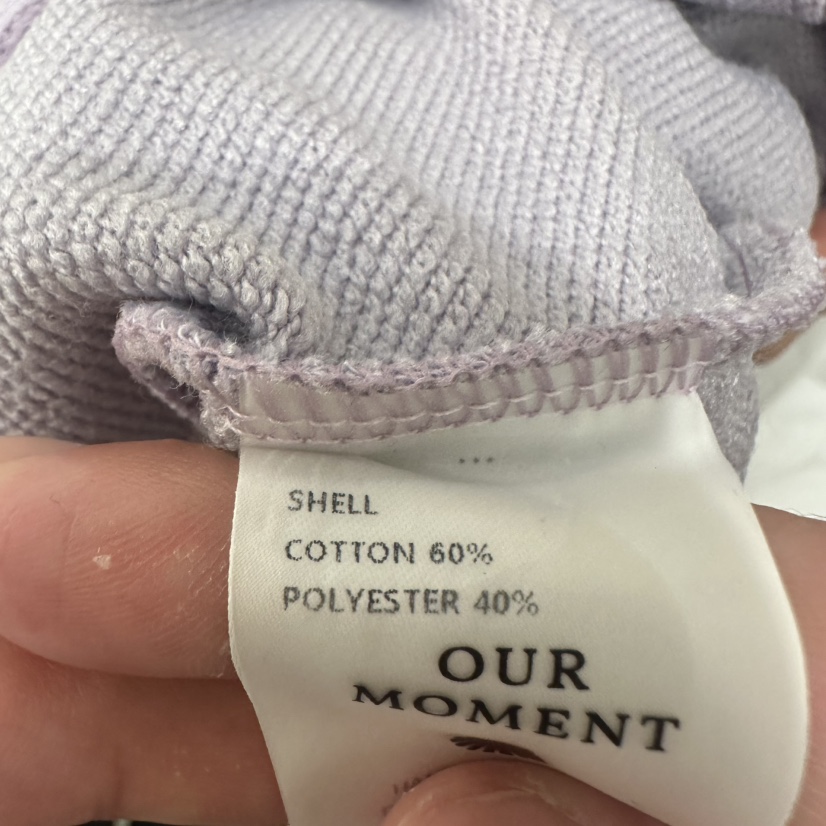 SHELL
COTTON 60%
POLYESTER 40%
OUR
MOMENT